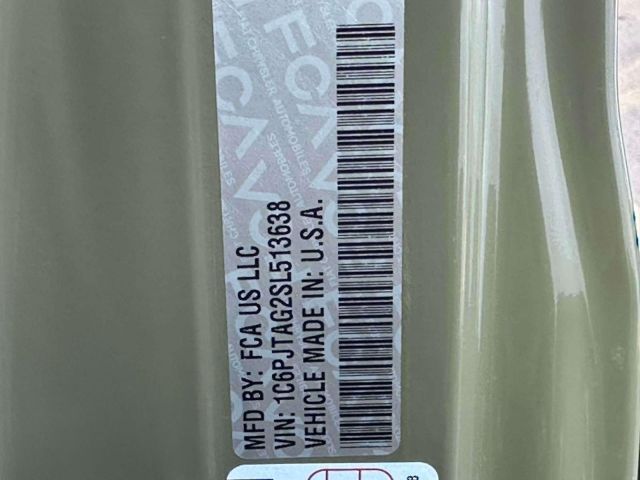 MFD BY: FCA US LLC
VIN: 1C6PJTAG2SL513638
VEHICLE MADE IN: U.S.A.